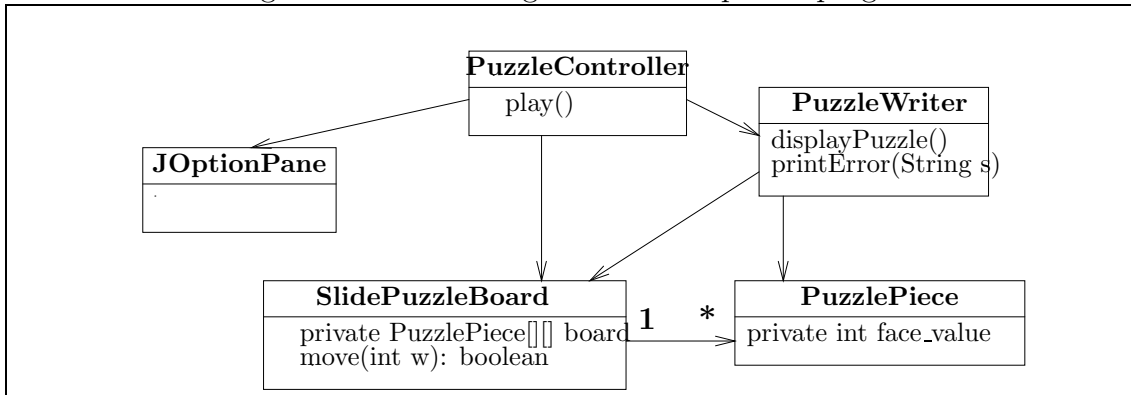 PuzzleController
play()
PuzzleWriter
displayPuzzle()
printError(String s)
JOptionPane
.
SlidePuzzleBoard
private PuzzlePiece[][] board
move(int w): boolean
1
*
PuzzlePiece
private int face_value